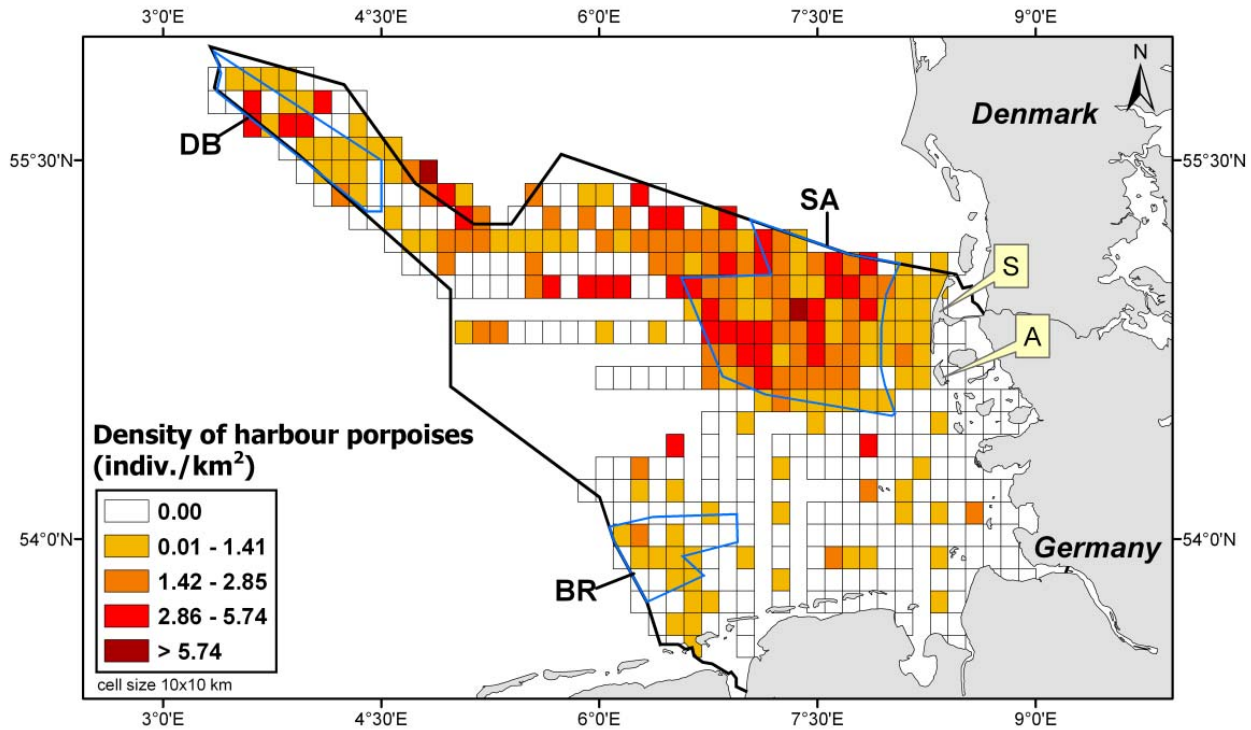 3°0'E 4°30'E 6°0'E 7°30'E 9°0'E
N
Denmark
DB
55°30'N 55°30'N
SA
S
A
Density of harbour porpoises
(indiv./km²)
0.00
0.01 - 1.41
1.42 - 2.85
2.86 - 5.74
> 5.74
cell size 10x10 km
54°0'N 54°0'N
Germany
BR
3°0'E 4°30'E 6°0'E 7°30'E 9°0'E